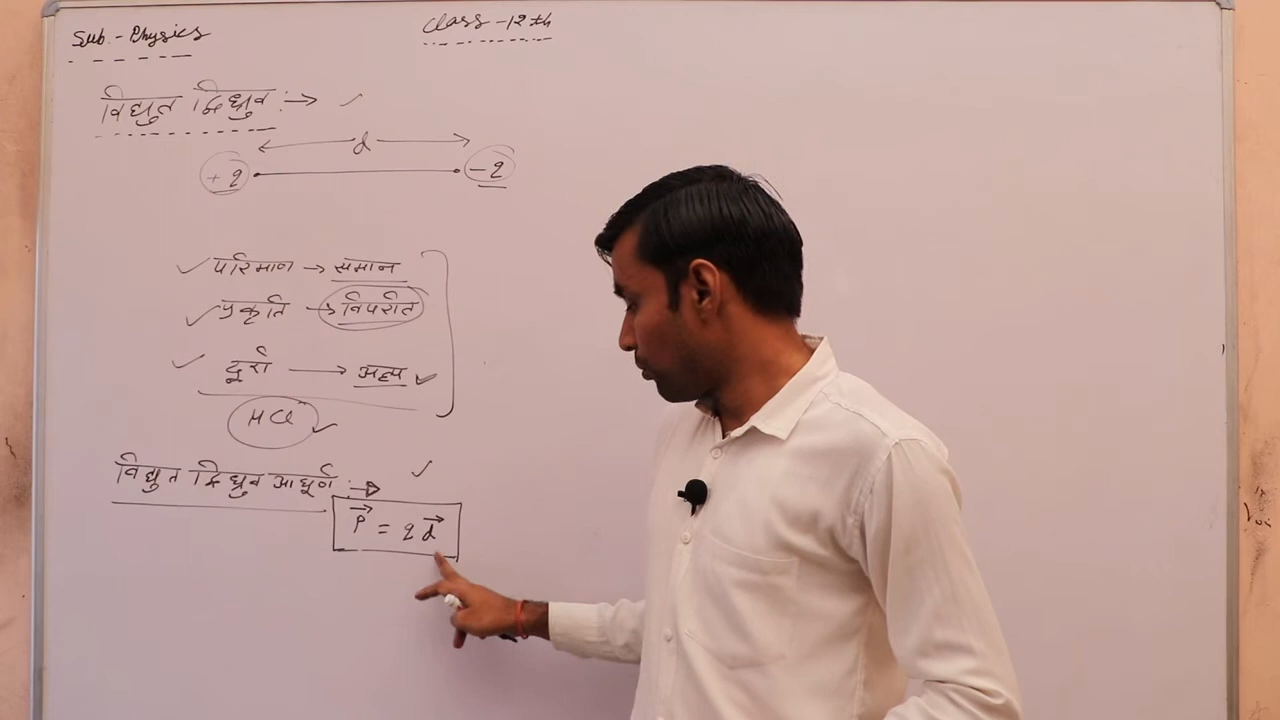 Sub. - Physics
Class - 12th
विद्युत द्विध्रुव :→ ✓
d
+q -q
✓ परिमाण → समान
✓ प्रकृति → विपरीत
✓ दूरी → अल्प ✓
HCl ✓
विद्युत द्विध्रुव आघूर्ण :→ ✓
P⃗ = q d⃗